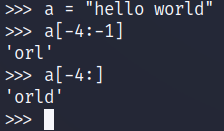 >>> a = "hello world"
>>> a[-4:-1]
'orl'
>>> a[-4:]
'orld'
>>>